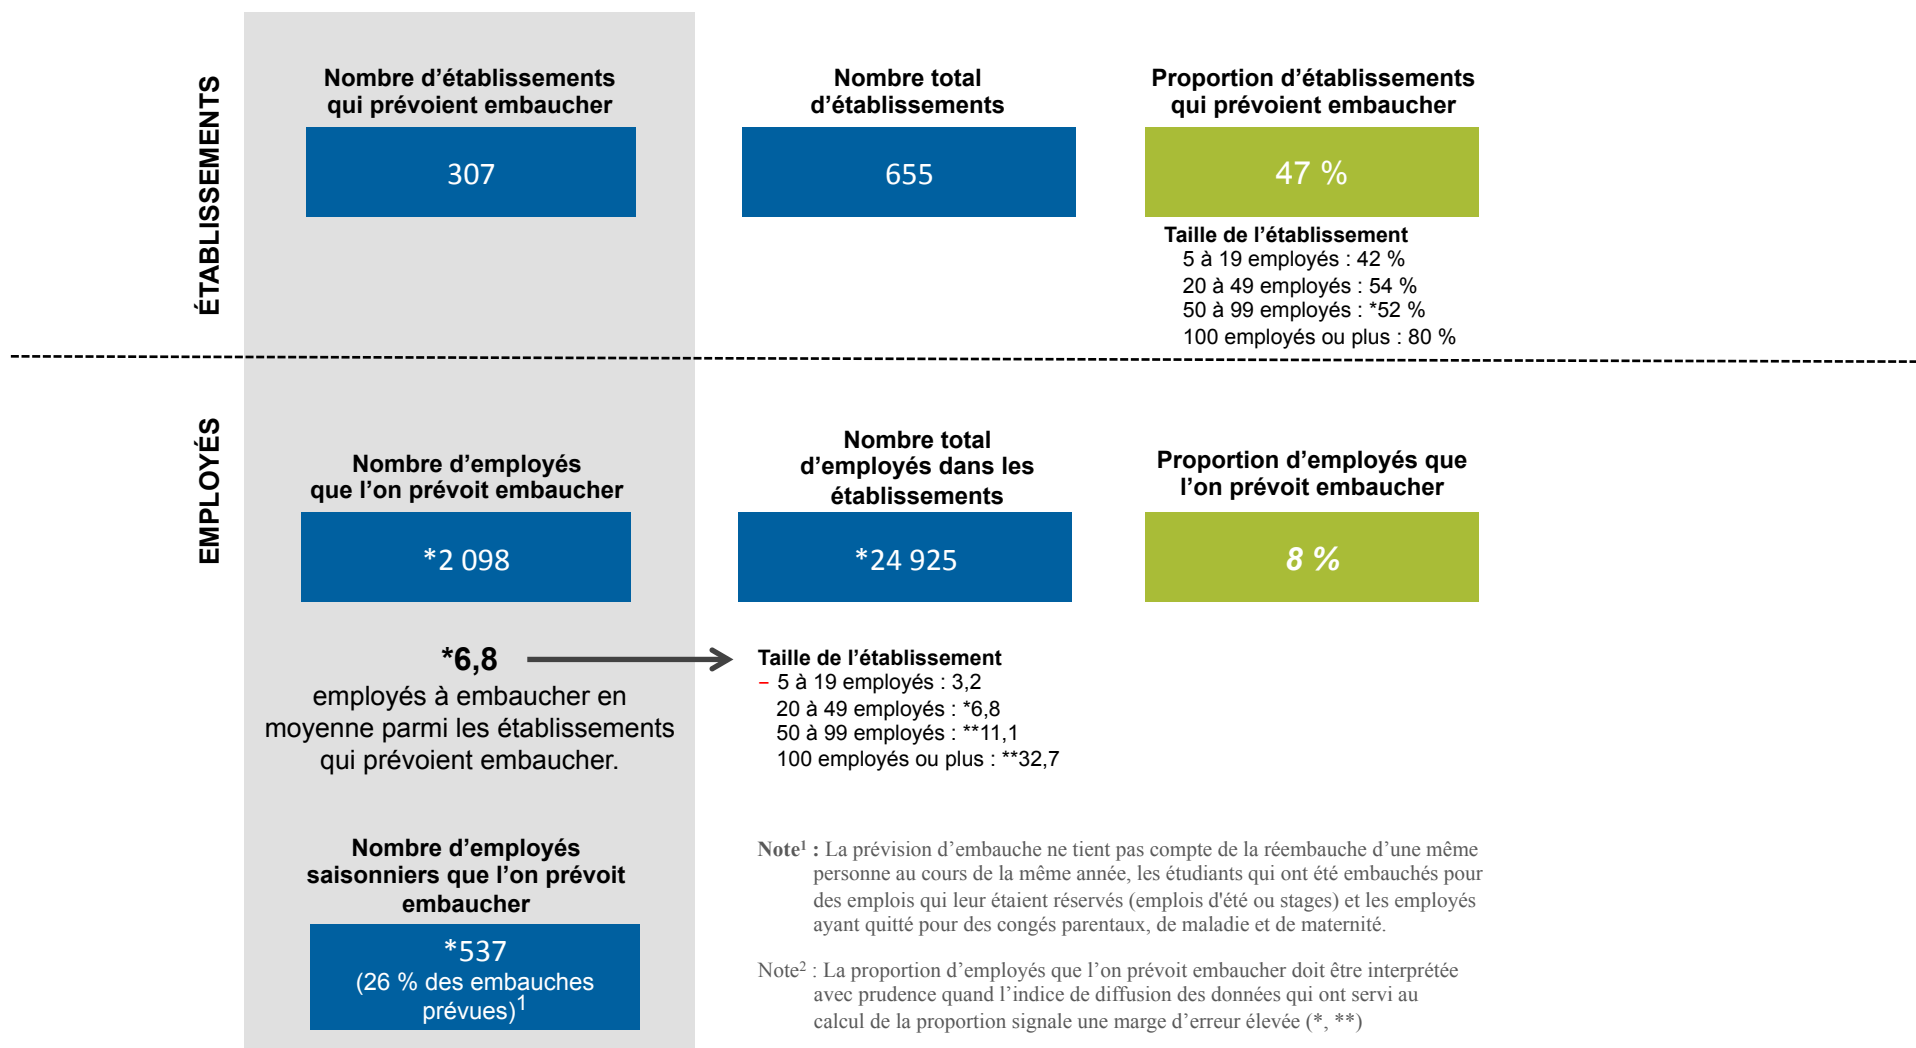 ÉTABLISSEMENTS
Nombre d’établissements
qui prévoient embaucher
307
Nombre total
d’établissements
655
Proportion d’établissements
qui prévoient embaucher
47 %
Taille de l’établissement
5 à 19 employés : 42 %
20 à 49 employés : 54 %
50 à 99 employés : *52 %
100 employés ou plus : 80 %
EMPLOYÉS
Nombre d’employés
que l’on prévoit embaucher
*2 098
Nombre total
d’employés dans les
établissements
*24 925
Proportion d’employés que
l’on prévoit embaucher
8 %
*6,8
employés à embaucher en
moyenne parmi les établissements
qui prévoient embaucher.
Taille de l’établissement
– 5 à 19 employés : 3,2
20 à 49 employés : *6,8
50 à 99 employés : **11,1
100 employés ou plus : **32,7
Nombre d’employés
saisonniers que l’on prévoit
embaucher
*537
(26 % des embauches
prévues)1
Note1 : La prévision d’embauche ne tient pas compte de la réembauche d’une même
personne au cours de la même année, les étudiants qui ont été embauchés pour
des emplois qui leur étaient réservés (emplois d'été ou stages) et les employés
ayant quitté pour des congés parentaux, de maladie et de maternité.
Note2 : La proportion d’employés que l’on prévoit embaucher doit être interprétée
avec prudence quand l’indice de diffusion des données qui ont servi au
calcul de la proportion signale une marge d’erreur élevée (*, **)